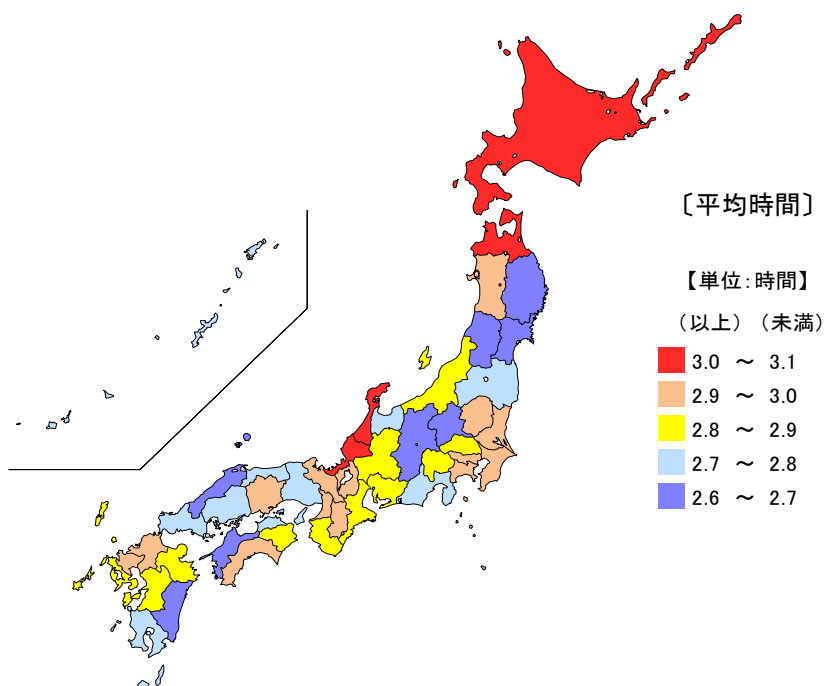 〔平均時間〕
【単位:時間】
（以上）（未満）
3.0 ～ 3.1
2.9 ～ 3.0
2.8 ～ 2.9
2.7 ～ 2.8
2.6 ～ 2.7